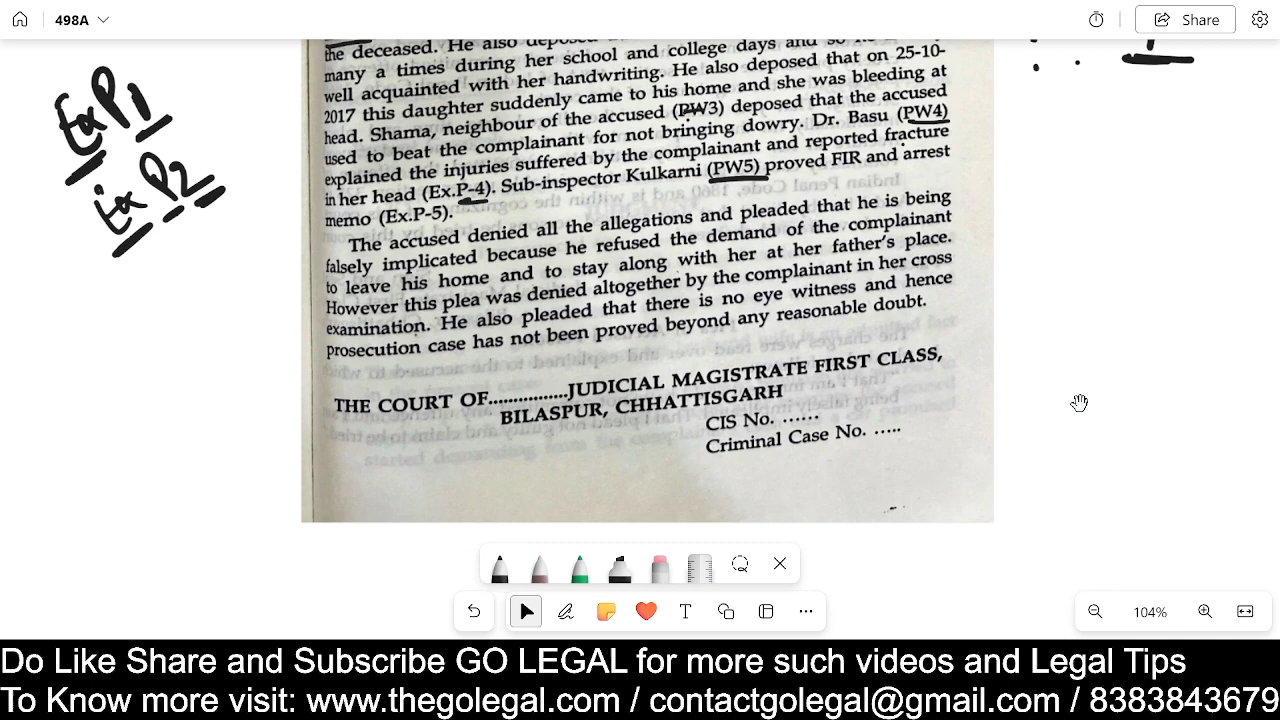 498A
Share
the deceased. He also
many a times during her school and college days and so
well acquainted with her handwriting. He also deposed that on 25-10-
2017 this daughter suddenly came to his home and she was bleeding at
head. Shama, neighbour of the accused (PW3) deposed that the accused
used to beat the complainant for not bringing dowry. Dr. Basu (PW4)
explained the injuries suffered by the complainant and reported fracture
in her head (Ex.P-4). Sub-inspector Kulkarni (PW5) proved FIR and arrest
memo (Ex.P-5).
Ex P1
Ex P2
The accused denied all the allegations and pleaded that he is being
falsely implicated because he refused the demand of the complainant
to leave his home and to stay along with her at her father's place.
However this plea was denied altogether by the complainant in her cross
examination. He also pleaded that there is no eye witness and hence
prosecution case has not been proved beyond any reasonable doubt.
THE COURT OF................JUDICIAL MAGISTRATE FIRST CLASS,
BILASPUR, CHHATTISGARH
CIS No. ......
Criminal Case No. .....
104%
Do Like Share and Subscribe GO LEGAL for more such videos and Legal Tips
To Know more visit: www.thegolegal.com / contactgolegal@gmail.com / 8383843679